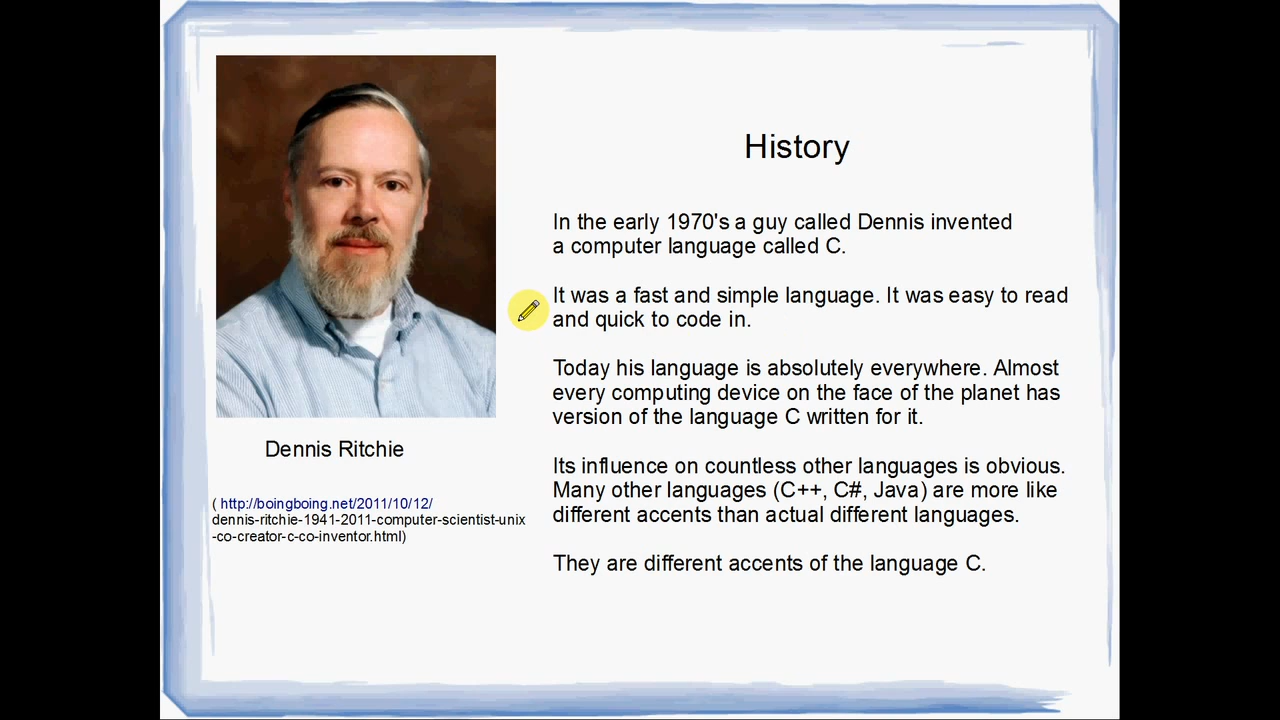 History
In the early 1970's a guy called Dennis invented
a computer language called C.
It was a fast and simple language. It was easy to read
and quick to code in.
Today his language is absolutely everywhere. Almost
every computing device on the face of the planet has
version of the language C written for it.
Its influence on countless other languages is obvious.
Many other languages (C++, C#, Java) are more like
different accents than actual different languages.
They are different accents of the language C.
Dennis Ritchie
( http://boingboing.net/2011/10/12/
dennis-ritchie-1941-2011-computer-scientist-unix
-co-creator-c-co-inventor.html)